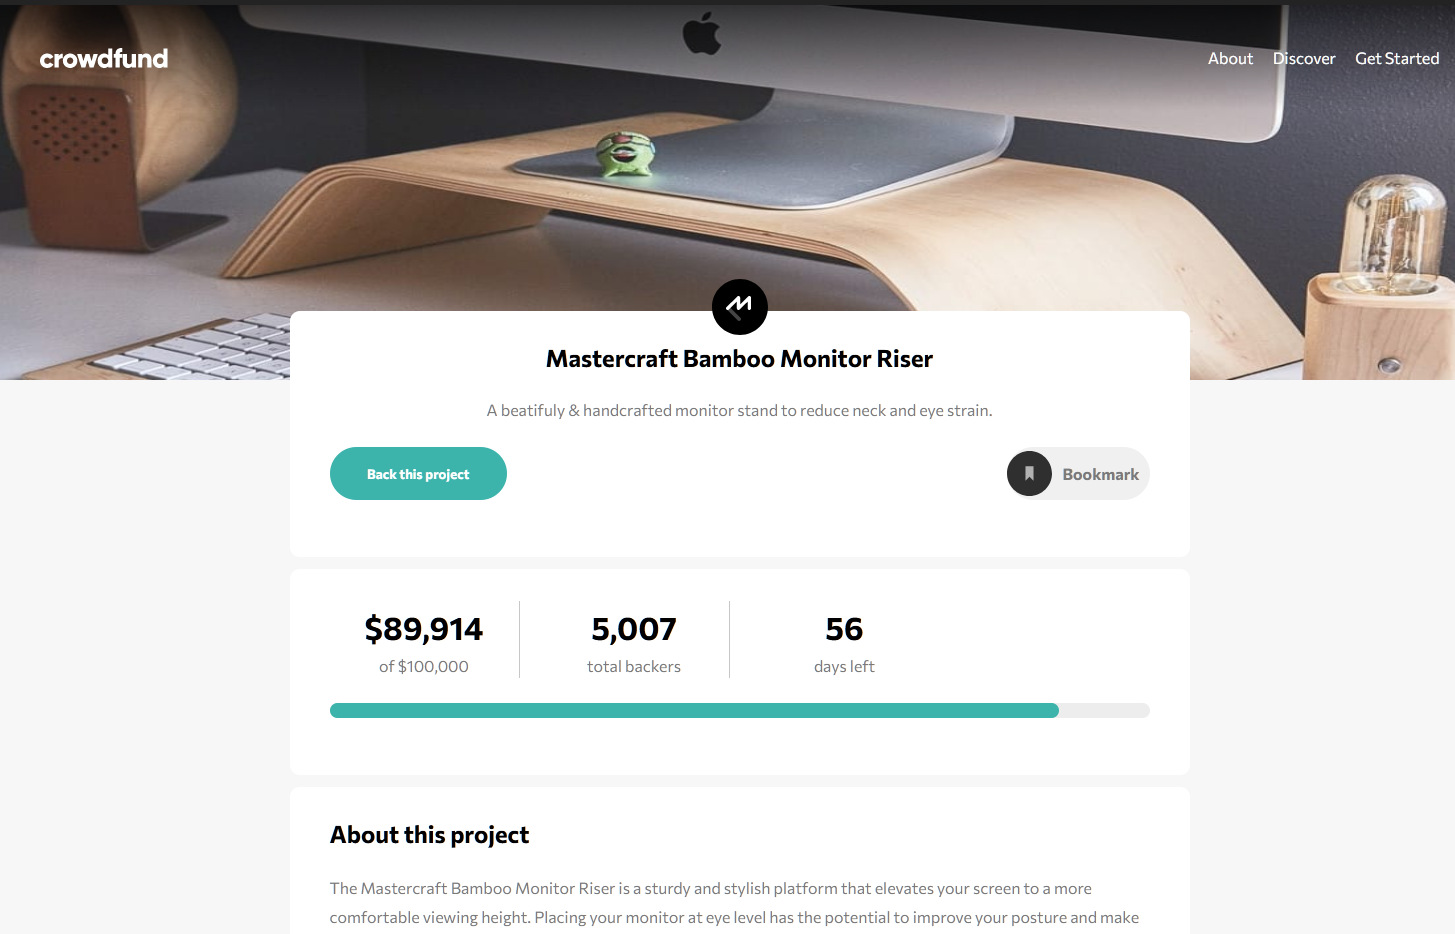 crowdfund
About Discover Get Started
Mastercraft Bamboo Monitor Riser
A beatifuly & handcrafted monitor stand to reduce neck and eye strain.
Back this project
Bookmark
$89,914 5,007 56
of $100,000 total backers days left
About this project
The Mastercraft Bamboo Monitor Riser is a sturdy and stylish platform that elevates your screen to a more
comfortable viewing height. Placing your monitor at eye level has the potential to improve your posture and make